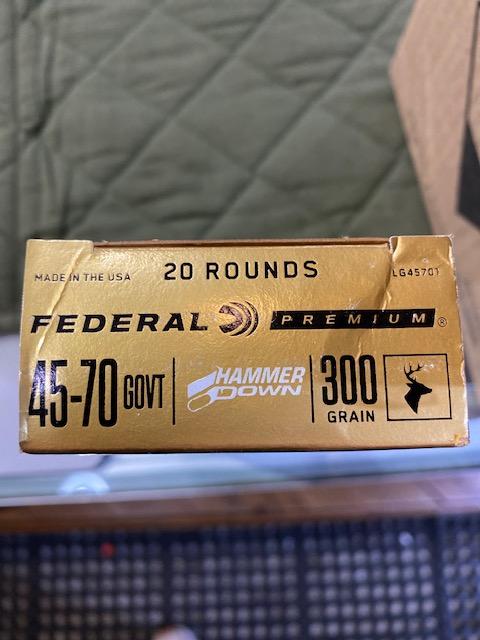 MADE IN THE USA 20 ROUNDS LG45701
FEDERAL PREMIUM®
45-70 GOVT HAMMER DOWN 300 GRAIN